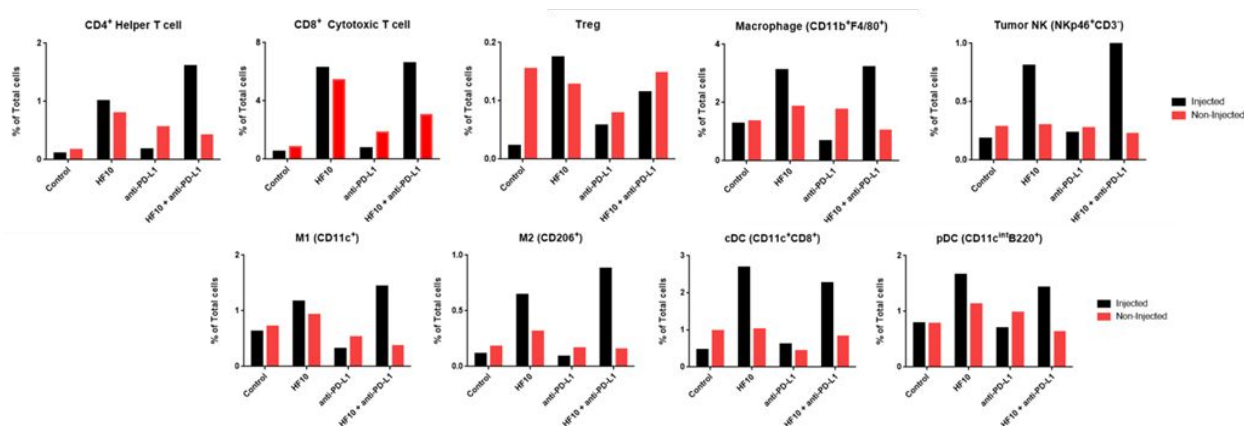 CD4⁺ Helper T cell
% of Total cells
2
1
0
Control
HF10
anti-PD-L1
HF10 + anti-PD-L1
CD8⁺ Cytotoxic T cell
% of Total cells
8
6
4
2
0
Control
HF10
anti-PD-L1
HF10 + anti-PD-L1
Treg
% of Total cells
0.2
0.1
0.0
Control
HF10
anti-PD-L1
HF10 + anti-PD-L1
Macrophage (CD11b⁺F4/80⁺)
% of Total cells
4
2
0
Control
HF10
anti-PD-L1
HF10 + anti-PD-L1
Tumor NK (NKp46⁺CD3⁻)
% of Total cells
1.0
0.5
0.0
Control
HF10
anti-PD-L1
HF10 + anti-PD-L1
Injected
Non-Injected
M1 (CD11c⁺)
% of Total cells
2
1
0
Control
HF10
anti-PD-L1
HF10 + anti-PD-L1
M2 (CD206⁺)
% of Total cells
1.0
0.5
0.0
Control
HF10
anti-PD-L1
HF10 + anti-PD-L1
cDC (CD11c⁺CD8⁺)
% of Total cells
3
2
1
0
Control
HF10
anti-PD-L1
HF10 + anti-PD-L1
pDC (CD11cⁱⁿᵗB220⁺)
% of Total cells
2
1
0
Control
HF10
anti-PD-L1
HF10 + anti-PD-L1
Injected
Non-Injected